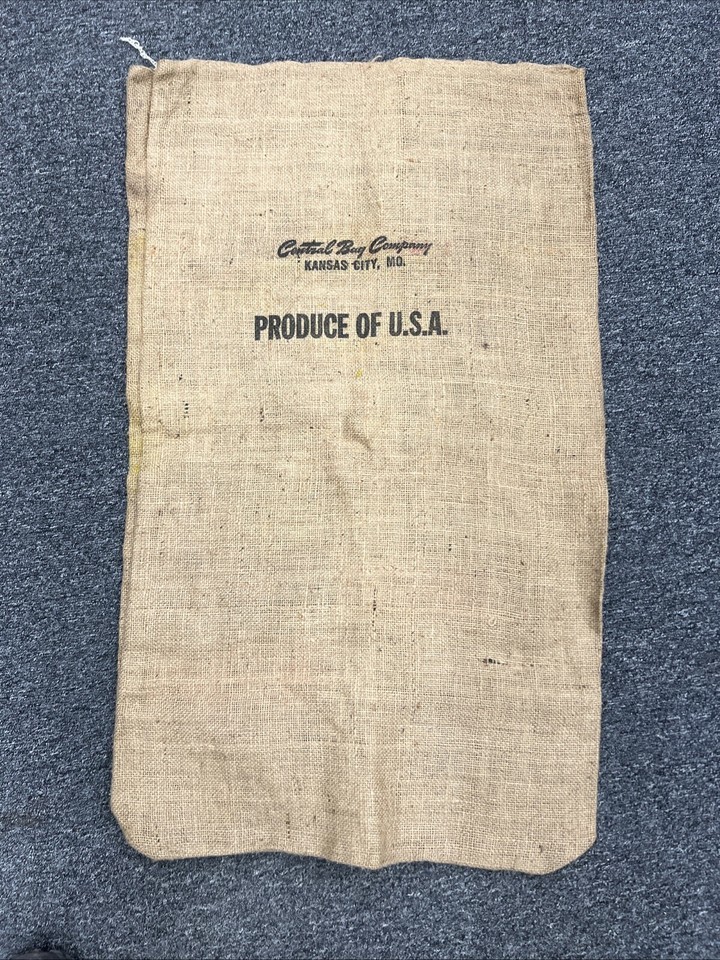 Central Bag Company
KANSAS CITY, MO.
PRODUCE OF U.S.A.